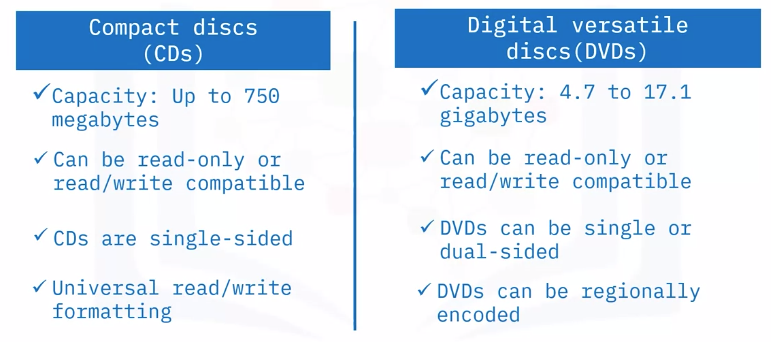 Compact discs
(CDs)
✓Capacity: Up to 750
megabytes
✓Can be read-only or
read/write compatible
✓CDs are single-sided
✓Universal read/write
formatting
Digital versatile
discs(DVDs)
✓Capacity: 4.7 to 17.1
gigabytes
✓Can be read-only or
read/write compatible
✓DVDs can be single or
dual-sided
✓DVDs can be regionally
encoded